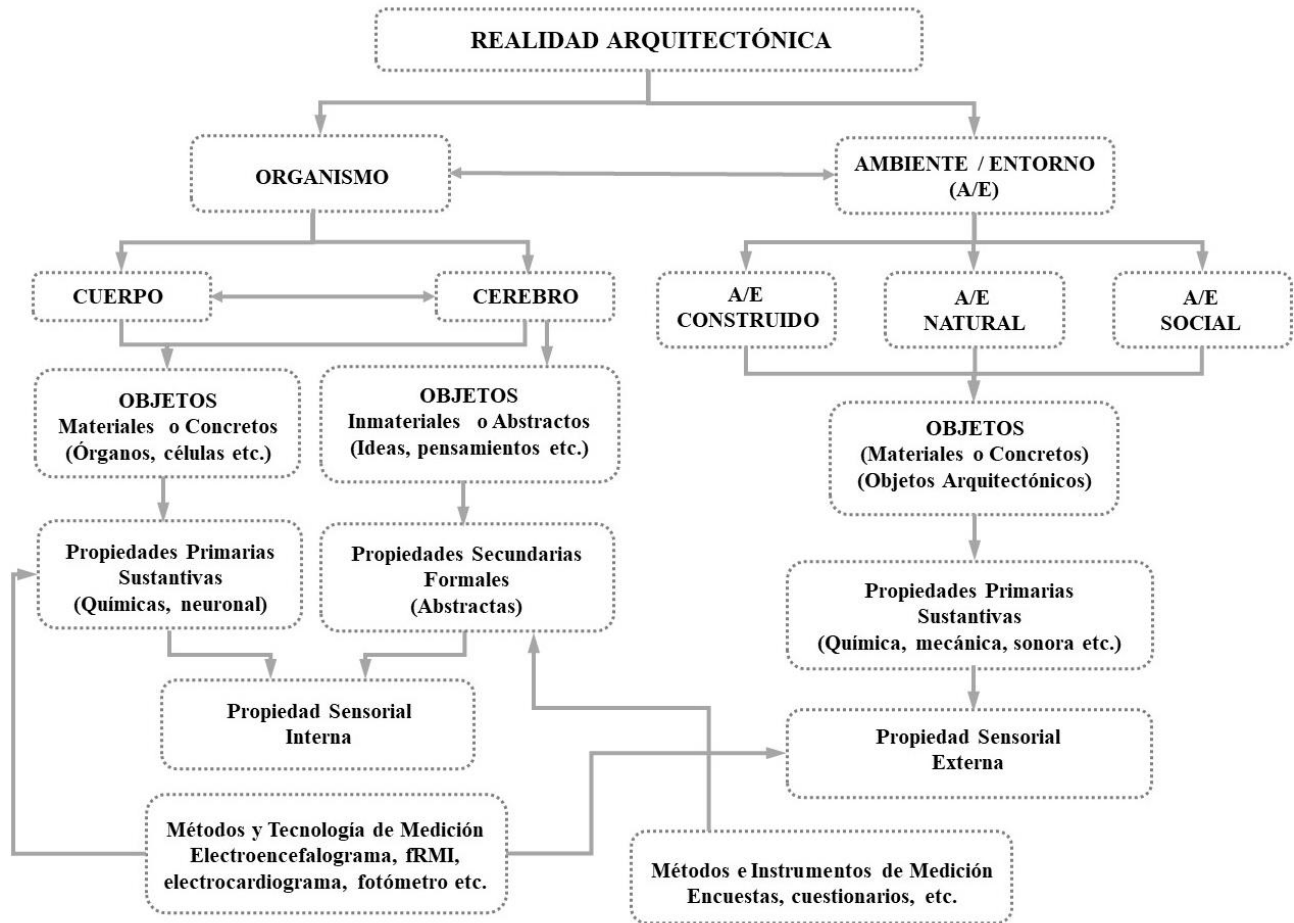 REALIDAD ARQUITECTÓNICA
ORGANISMO
AMBIENTE / ENTORNO
(A/E)
CUERPO
CEREBRO
A/E
CONSTRUIDO
A/E
NATURAL
A/E
SOCIAL
OBJETOS
Materiales o Concretos
(Órganos, células etc.)
OBJETOS
Inmateriales o Abstractos
(Ideas, pensamientos etc.)
OBJETOS
(Materiales o Concretos)
(Objetos Arquitectónicos)
Propiedades Primarias
Sustantivas
(Químicas, neuronal)
Propiedades Secundarias
Formales
(Abstractas)
Propiedades Primarias
Sustantivas
(Química, mecánica, sonora etc.)
Propiedad Sensorial
Interna
Propiedad Sensorial
Externa
Métodos y Tecnología de Medición
Electroencefalograma, fRMI,
electrocardiograma, fotómetro etc.
Métodos e Instrumentos de Medición
Encuestas, cuestionarios, etc.